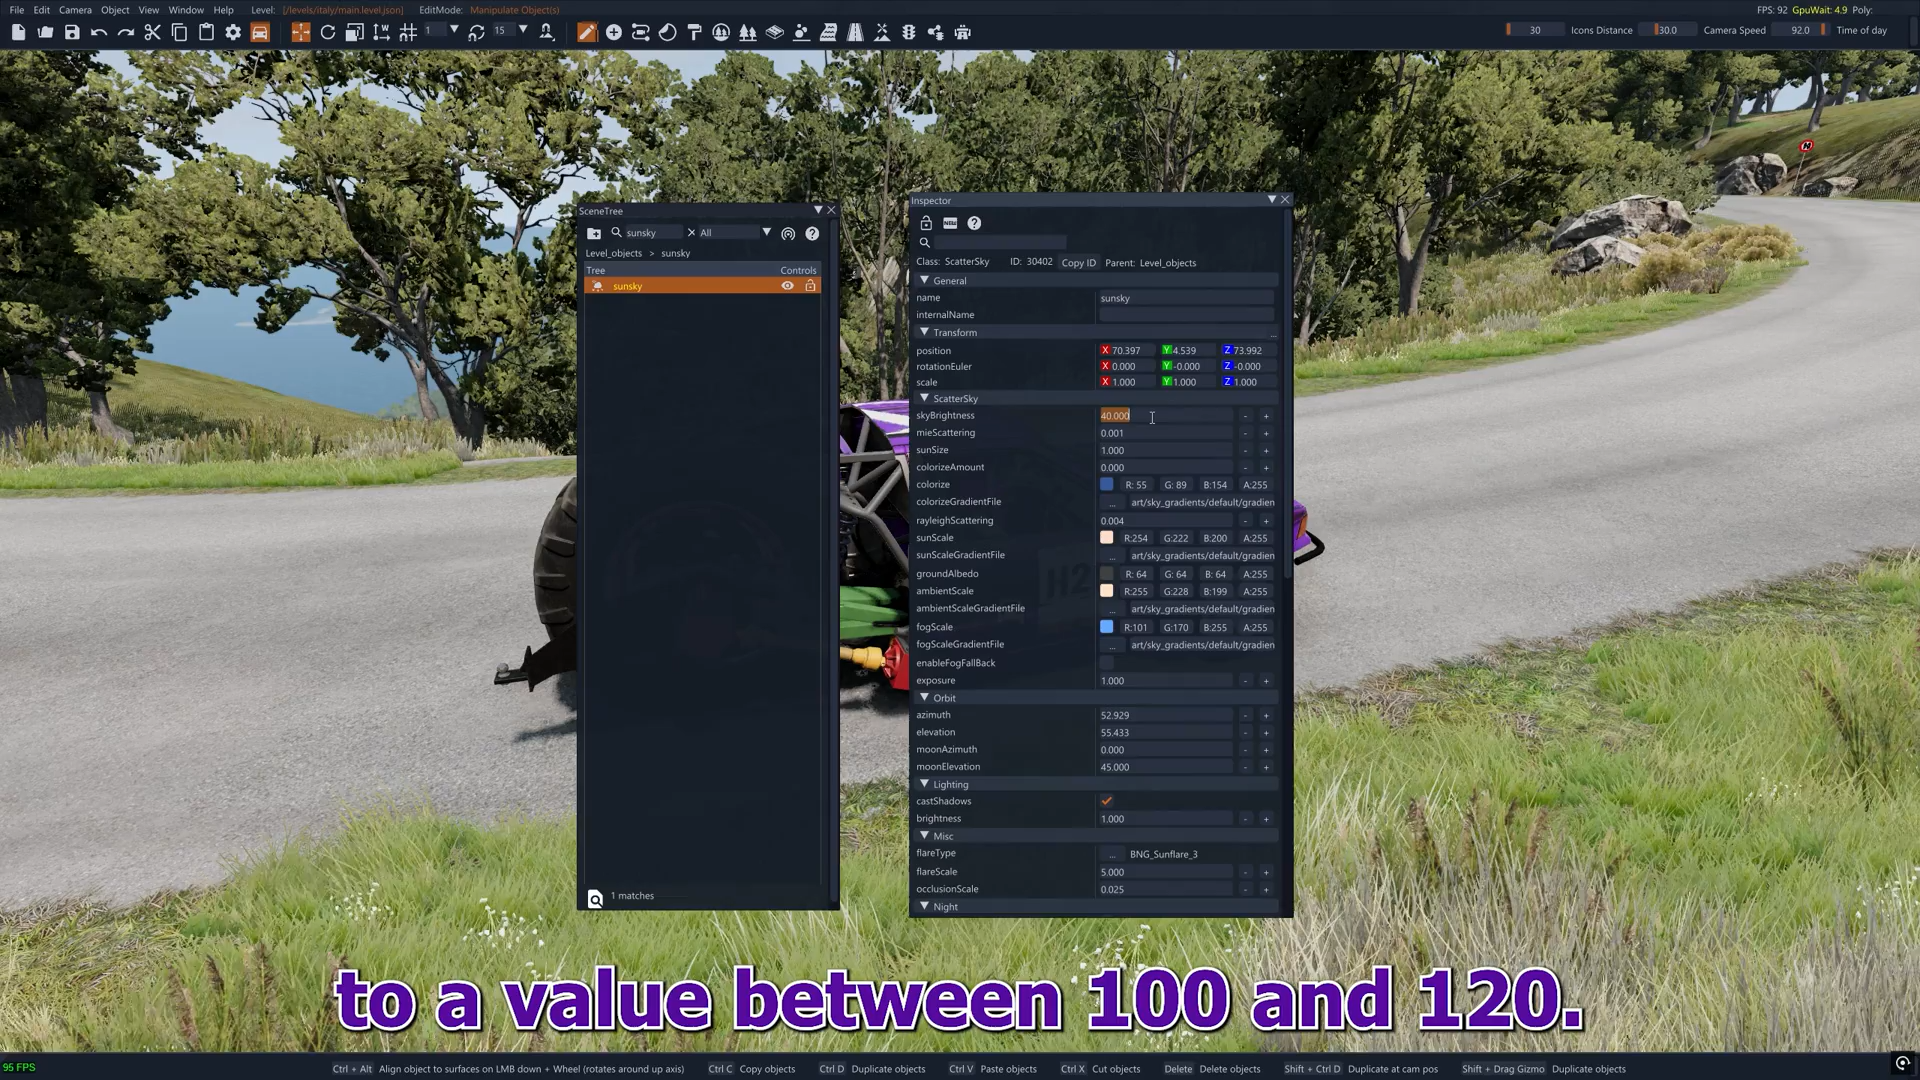 File Edit Camera Object View Window Help Level: [/levels/italy/main.level.json] EditMode: Manipulate Object(s) FPS: 92 GpuWait: 4.9 Poly:
1 15 30 Icons Distance 30.0 Camera Speed 92.0 Time of day
SceneTree
sunsky All
Level_objects > sunsky
Tree Controls
sunsky
1 matches
Inspector
NEW
Class: ScatterSky ID: 30402 Copy ID Parent: Level_objects
General
name sunsky
internalName
Transform ...
position X 70.397 Y 4.539 Z 73.992
rotationEuler X 0.000 Y -0.000 Z -0.000
scale X 1.000 Y 1.000 Z 1.000
ScatterSky
skyBrightness 40.000 - +
mieScattering 0.001 - +
sunSize 1.000 - +
colorizeAmount 0.000 - +
colorize R: 55 G: 89 B:154 A:255
colorizeGradientFile ... art/sky_gradients/default/gradien
rayleighScattering 0.004 - +
sunScale R:254 G:222 B:200 A:255
sunScaleGradientFile ... art/sky_gradients/default/gradien
groundAlbedo R: 64 G: 64 B: 64 A:255
ambientScale R:255 G:228 B:199 A:255
ambientScaleGradientFile ... art/sky_gradients/default/gradien
fogScale R:101 G:170 B:255 A:255
fogScaleGradientFile ... art/sky_gradients/default/gradien
enableFogFallBack
exposure 1.000 - +
Orbit
azimuth 52.929 - +
elevation 55.433 - +
moonAzimuth 0.000 - +
moonElevation 45.000 - +
Lighting
castShadows
brightness 1.000 - +
Misc
flareType ... BNG_Sunflare_3
flareScale 5.000 - +
occlusionScale 0.025 - +
Night
to a value between 100 and 120.
95 FPS Ctrl + Alt Align object to surfaces on LMB down + Wheel (rotates around up axis) Ctrl C Copy objects Ctrl D Duplicate objects Ctrl V Paste objects Ctrl X Cut objects Delete Delete objects Shift + Ctrl D Duplicate at cam pos Shift + Drag Gizmo Duplicate objects